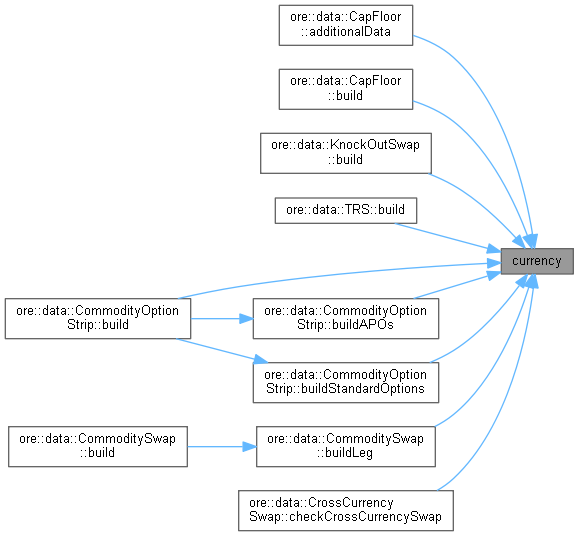 ore::data::CapFloor
::additionalData
ore::data::CapFloor
::build
ore::data::KnockOutSwap
::build
ore::data::TRS::build
currency
ore::data::CommodityOption
Strip::build
ore::data::CommodityOption
Strip::buildAPOs
ore::data::CommodityOption
Strip::buildStandardOptions
ore::data::CommoditySwap
::build
ore::data::CommoditySwap
::buildLeg
ore::data::CrossCurrency
Swap::checkCrossCurrencySwap